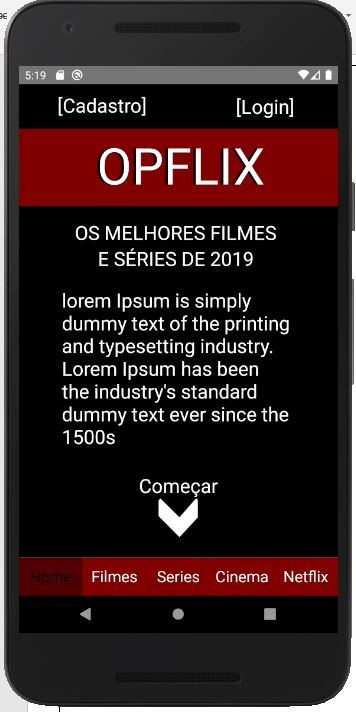 5:19
[Cadastro] [Login]
OPFLIX
OS MELHORES FILMES
E SÉRIES DE 2019
lorem Ipsum is simply
dummy text of the printing
and typesetting industry.
Lorem Ipsum has been
the industry's standard
dummy text ever since the
1500s
Começar
Home Filmes Series Cinema Netflix